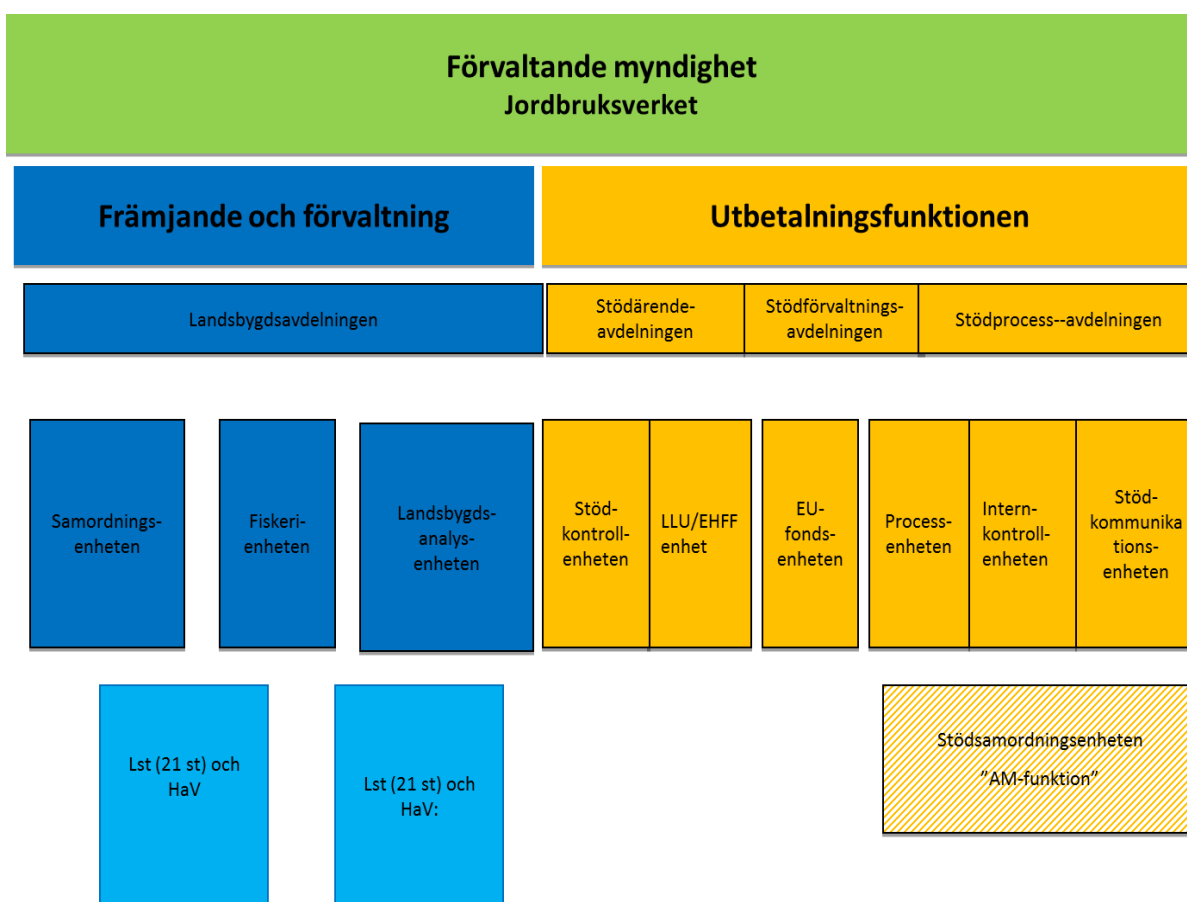 Förvaltande myndighet
Jordbruksverket
Främjande och förvaltning
Utbetalningsfunktionen
Landsbygdsavdelningen
Stödärende-
avdelningen
Stödförvaltnings-
avdelningen
Stödprocess--avdelningen
Samordnings-
enheten
Fiskeri-
enheten
Landsbygds-
analys-
enheten
Stöd-
kontroll-
enheten
LLU/EHFF
enhet
EU-
fonds-
enheten
Process-
enheten
Intern-
kontroll-
enheten
Stöd-
kommunika
tions-
enheten
Lst (21 st) och
HaV
Lst (21 st) och
HaV:
Stödsamordningsenheten
”AM-funktion”